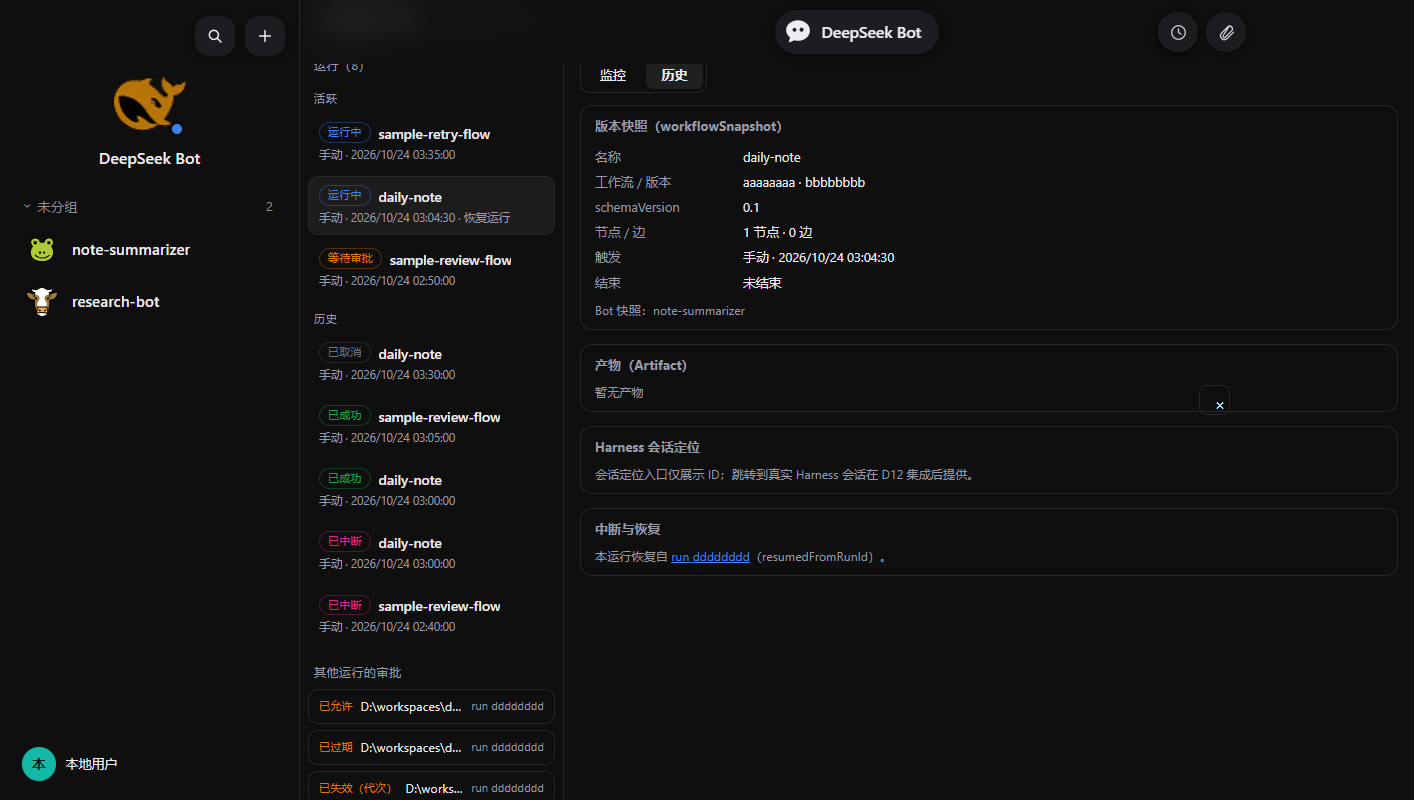 DeepSeek Bot
未分组 2
note-summarizer
research-bot
本
本地用户
运行（8）
活跃
运行中 sample-retry-flow
手动 · 2026/10/24 03:35:00
运行中 daily-note
手动 · 2026/10/24 03:04:30 · 恢复运行
等待审批 sample-review-flow
手动 · 2026/10/24 02:50:00
历史
已取消 daily-note
手动 · 2026/10/24 03:30:00
已成功 sample-review-flow
手动 · 2026/10/24 03:05:00
已成功 daily-note
手动 · 2026/10/24 03:00:00
已中断 daily-note
手动 · 2026/10/24 03:00:00
已中断 sample-review-flow
手动 · 2026/10/24 02:40:00
其他运行的审批
已允许 D:\workspaces\d... run dddddddd
已过期 D:\workspaces\d... run dddddddd
已失效（代次） D:\works... run dddddddd
DeepSeek Bot
监控 历史
版本快照（workflowSnapshot）
名称 daily-note
工作流 / 版本 aaaaaaaa · bbbbbbbb
schemaVersion 0.1
节点 / 边 1 节点 · 0 边
触发 手动 · 2026/10/24 03:04:30
结束 未结束
Bot 快照：note-summarizer
产物（Artifact）
暂无产物
×
Harness 会话定位
会话定位入口仅展示 ID；跳转到真实 Harness 会话在 D12 集成后提供。
中断与恢复
本运行恢复自 run dddddddd（resumedFromRunId）。